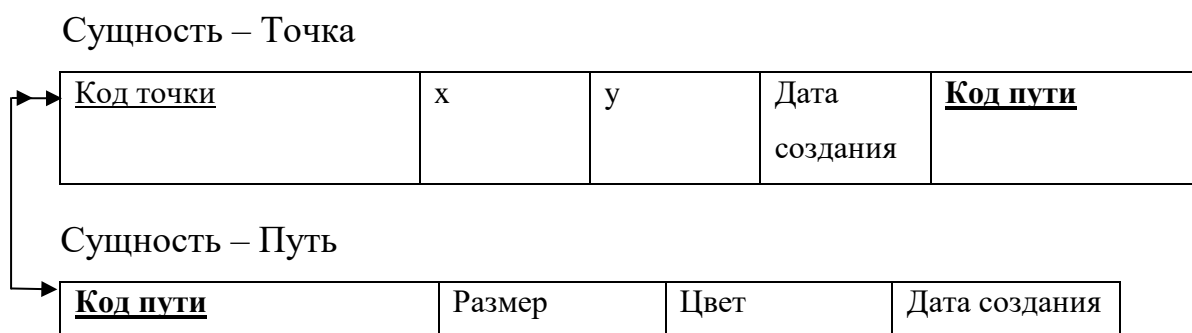 Сущность – Точка
Код точки x y Дата создания Код пути
Сущность – Путь
Код пути Размер Цвет Дата создания